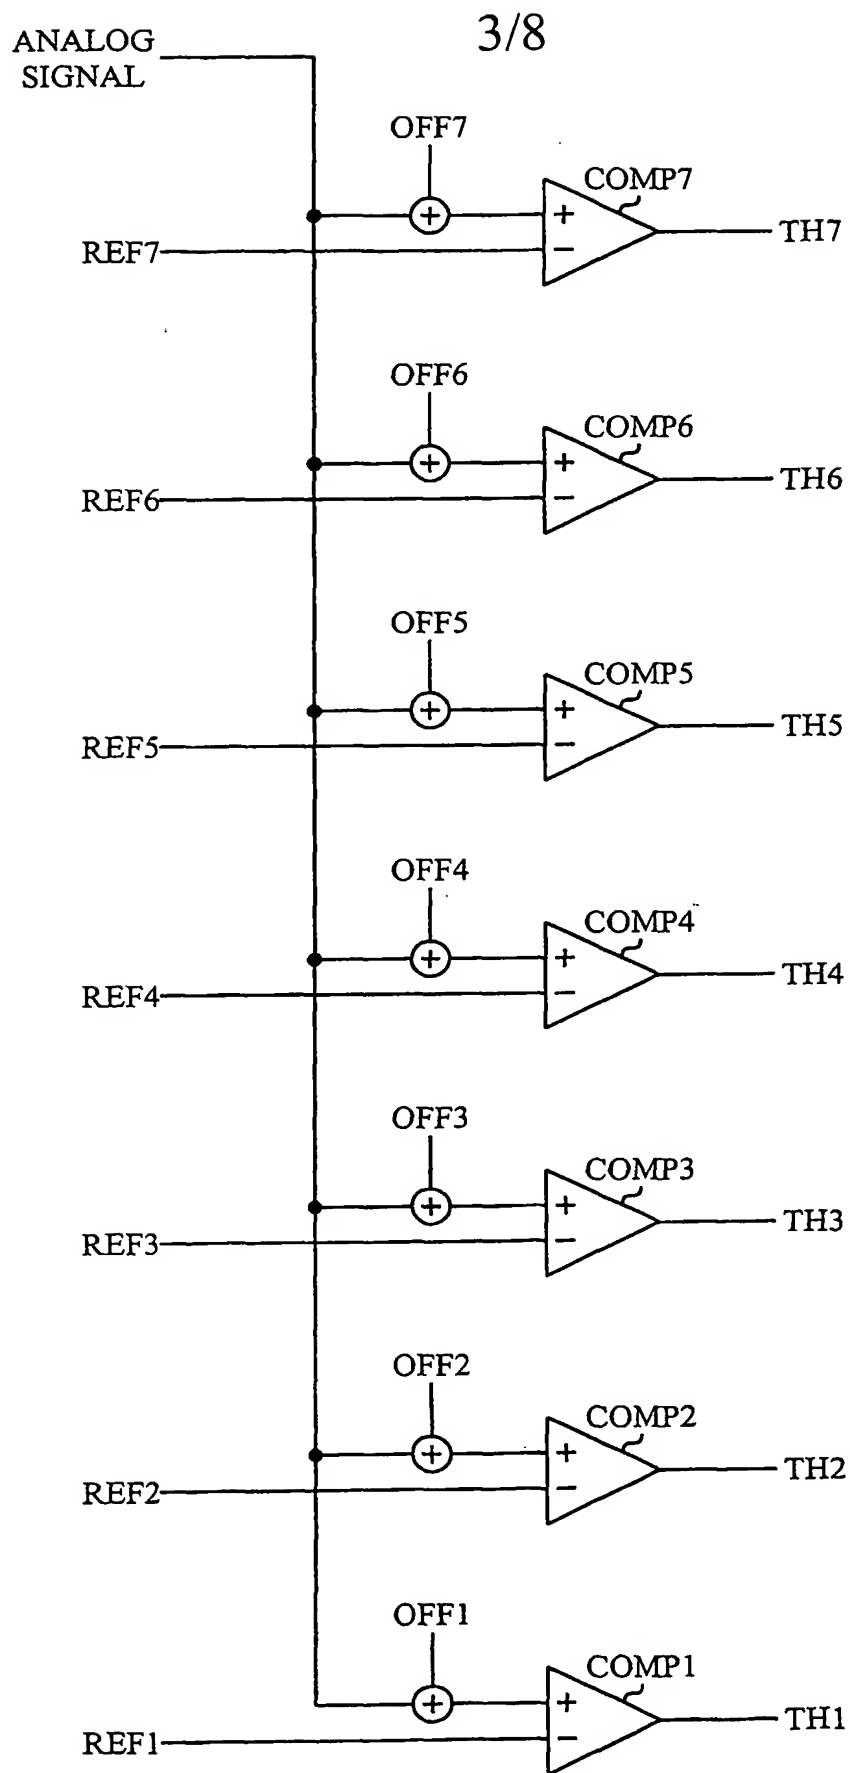 3/8
ANALOG
SIGNAL
OFF7
COMP7
+
+
TH7
REF7
−
OFF6
COMP6
+
+
TH6
REF6
−
OFF5
COMP5
+
+
TH5
REF5
−
OFF4
COMP4
+
+
TH4
REF4
−
OFF3
COMP3
+
+
TH3
REF3
−
OFF2
COMP2
+
+
TH2
REF2
−
OFF1
COMP1
+
+
TH1
REF1
−